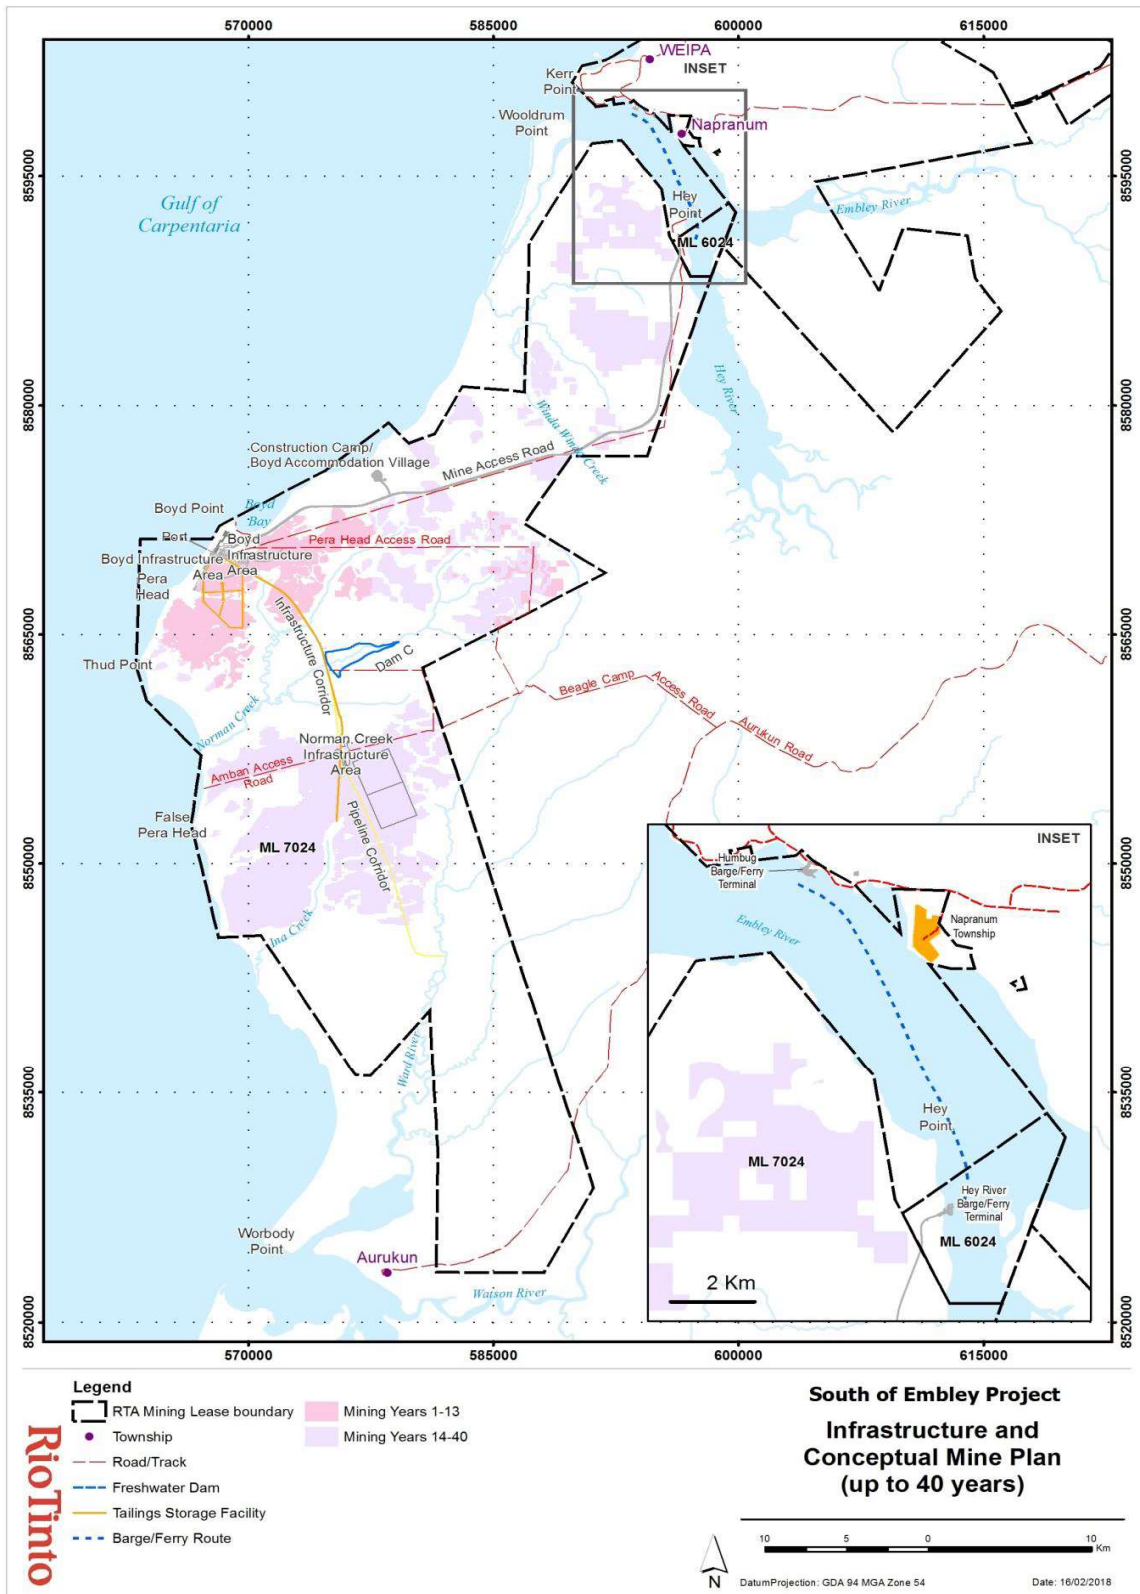 570000
585000
600000
615000
WEIPA
INSET
Kerr
Point
Wooldrum
Point
Napranum
8595000
8595000
Gulf of
Carpentaria
Hey
Point
Embley River
ML 6024
Hey River
8580000
8580000
Winda Winda Creek
Construction Camp/
Boyd Accommodation Village
Mine Access Road
Boyd Point
Boyd
Bay
Port
Boyd
Infrastructure
Area
Pera Head Access Road
Boyd Infrastructure
Area
Pera
Head
Infrastructure Corridor
8565000
8565000
Thud Point
Dam C
Beagle Camp
Access Road
Aurukun Road
Norman Creek
Norman Creek
Infrastructure
Area
Amban Access
Road
False
Pera Head
Pipeline Corridor
ML 7024
8550000
8550000
Ina Creek
Ward River
8535000
8535000
Worbody
Point
Aurukun
Watson River
8520000
8520000
INSET
Humbug
Barge/Ferry
Terminal
Napranum
Township
Embley River
Hey
Point
ML 7024
Hey River
Barge/Ferry
Terminal
ML 6024
2 Km
570000
585000
600000
615000
Legend
RTA Mining Lease boundary
Township
Road/Track
Freshwater Dam
Tailings Storage Facility
Barge/Ferry Route
Mining Years 1-13
Mining Years 14-40
RioTinto
South of Embley Project
Infrastructure and
Conceptual Mine Plan
(up to 40 years)
10 5 0 10
Km
N
DatumProjection: GDA 94 MGA Zone 54
Date: 16/02/2018